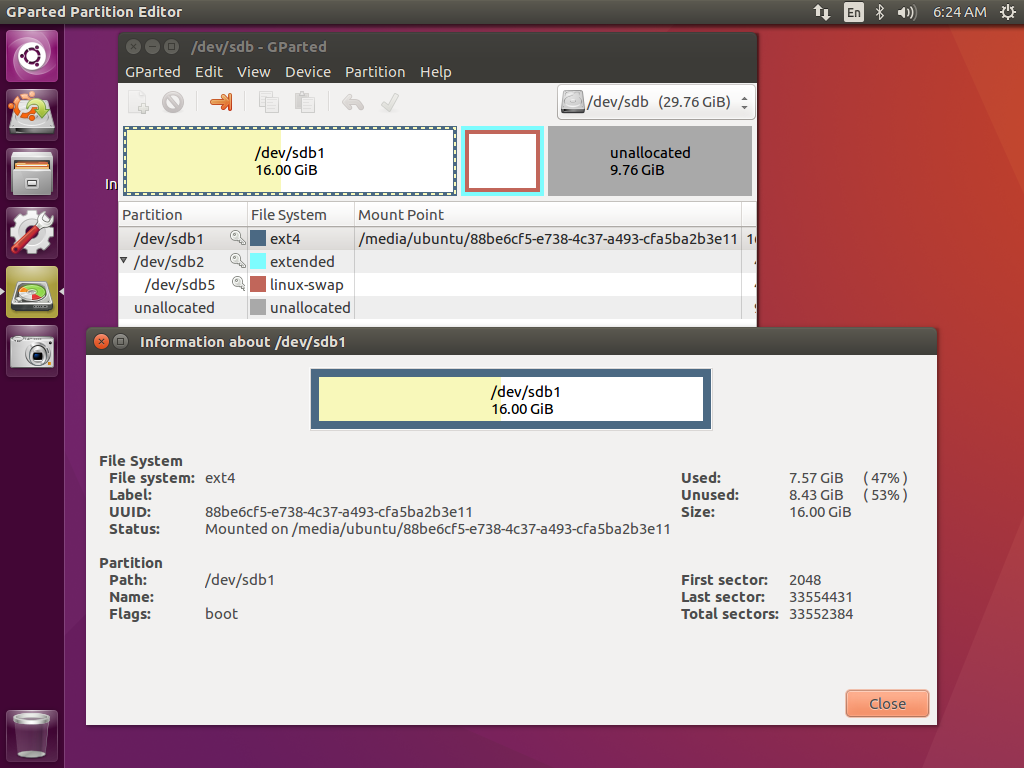 GParted Partition Editor En 6:24 AM
/dev/sdb - GParted
GParted Edit View Device Partition Help
/dev/sdb (29.76 GiB)
/dev/sdb1
16.00 GiB
unallocated
9.76 GiB
In
Partition File System Mount Point
/dev/sdb1 ext4 /media/ubuntu/88be6cf5-e738-4c37-a493-cfa5ba2b3e11
/dev/sdb2 extended
/dev/sdb5 linux-swap
unallocated unallocated
Information about /dev/sdb1
/dev/sdb1
16.00 GiB
File System
File system: ext4 Used: 7.57 GiB ( 47% )
Label: Unused: 8.43 GiB ( 53% )
UUID: 88be6cf5-e738-4c37-a493-cfa5ba2b3e11 Size: 16.00 GiB
Status: Mounted on /media/ubuntu/88be6cf5-e738-4c37-a493-cfa5ba2b3e11
Partition
Path: /dev/sdb1 First sector: 2048
Name: Last sector: 33554431
Flags: boot Total sectors: 33552384
Close